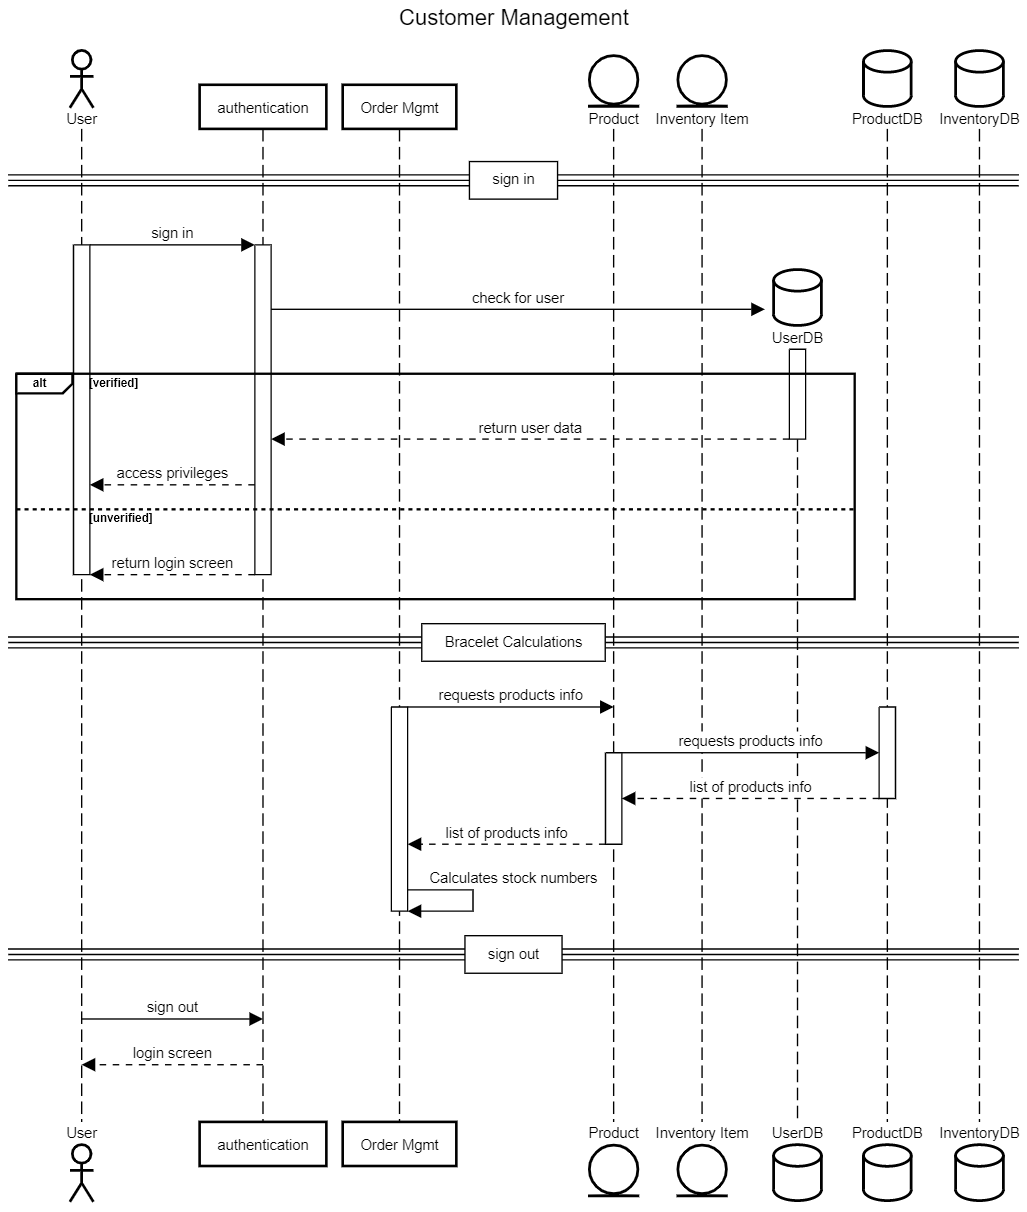 Customer Management
User
authentication
Order Mgmt
Product
Inventory Item
ProductDB
InventoryDB
sign in
sign in
check for user
UserDB
alt
[verified]
return user data
access privileges
[unverified]
return login screen
Bracelet Calculations
requests products info
requests products info
list of products info
list of products info
Calculates stock numbers
sign out
sign out
login screen
User
authentication
Order Mgmt
Product
Inventory Item
UserDB
ProductDB
InventoryDB